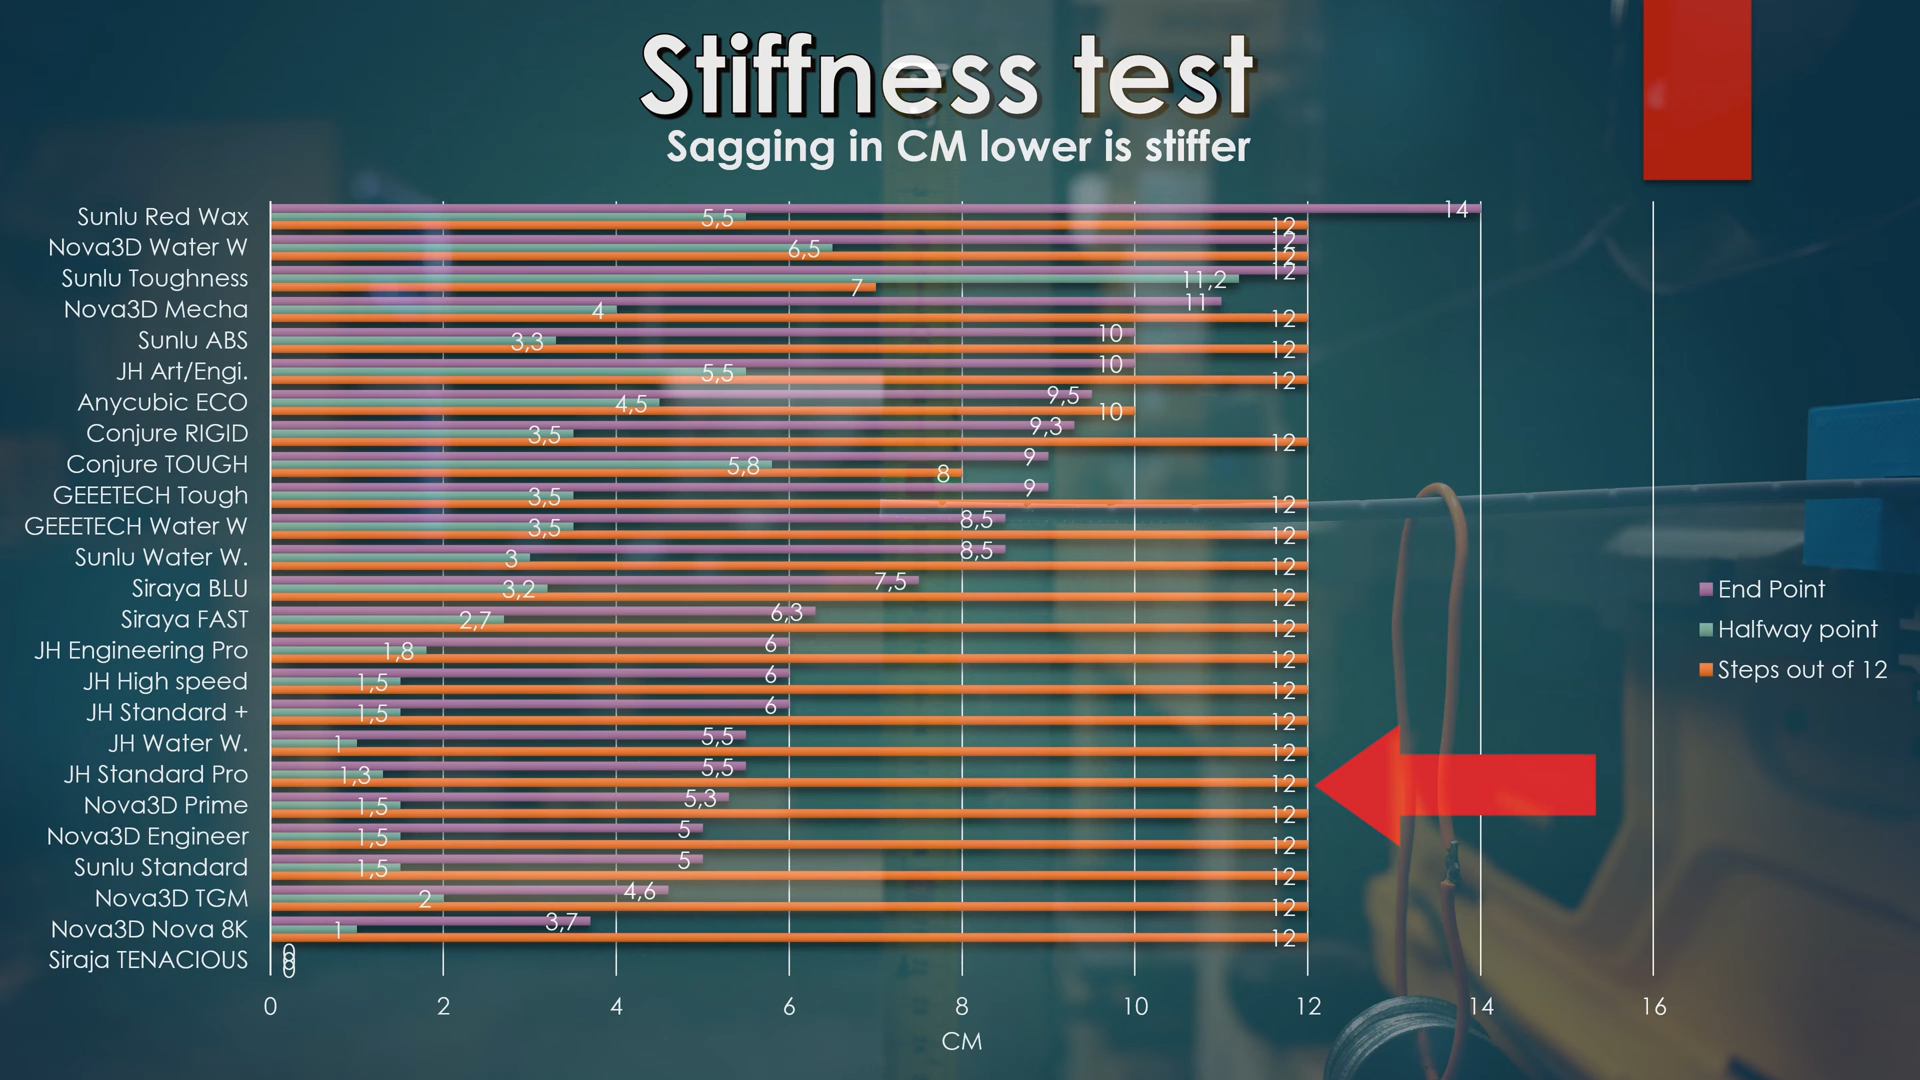 Stiffness test
Sagging in CM lower is stiffer
Sunlu Red Wax 14 5,5 12
Nova3D Water W 12 6,5 12
Sunlu Toughness 12 11,2 7
Nova3D Mecha 11 4 12
Sunlu ABS 10 3,3 12
JH Art/Engi. 10 5,5 12
Anycubic ECO 9,5 4,5 10
Conjure RIGID 9,3 3,5 12
Conjure TOUGH 9 5,8 8
GEEETECH Tough 9 3,5 12
GEEETECH Water W 8,5 3,5 12
Sunlu Water W. 8,5 3 12
Siraya BLU 7,5 3,2 12
Siraya FAST 6,3 2,7 12
JH Engineering Pro 6 1,8 12
JH High speed 6 1,5 12
JH Standard + 6 1,5 12
JH Water W. 5,5 1 12
JH Standard Pro 5,5 1,3 12
Nova3D Prime 5,3 1,5 12
Nova3D Engineer 5 1,5 12
Sunlu Standard 5 1,5 12
Nova3D TGM 4,6 2 12
Nova3D Nova 8K 3,7 1 12
Siraja TENACIOUS 0 0 0
0 2 4 6 8 10 12 14 16
CM
End Point
Halfway point
Steps out of 12